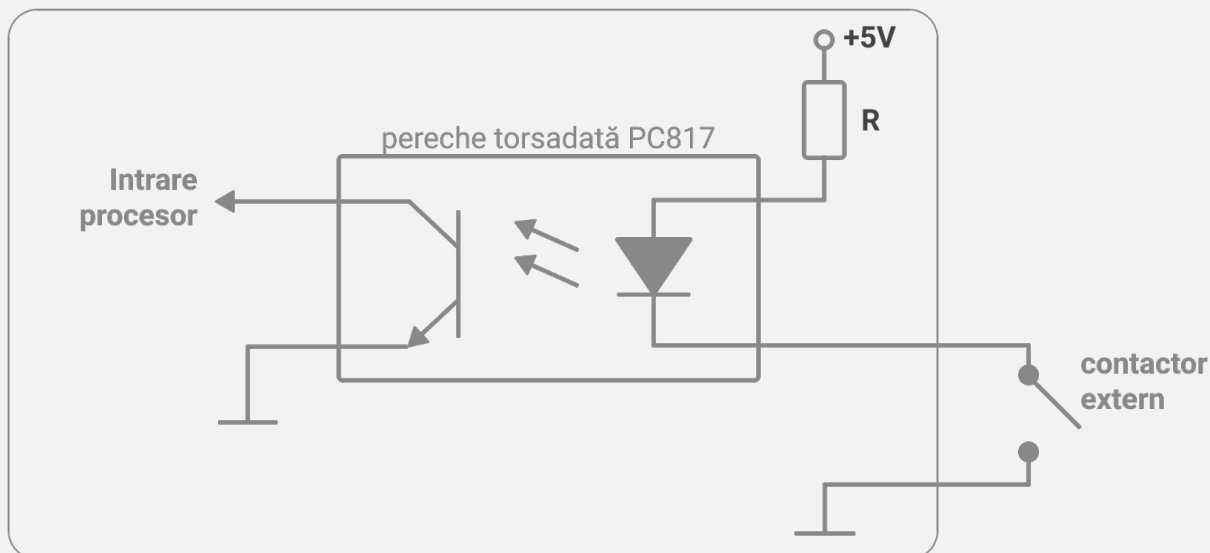 +5V
R
pereche torsadată PC817
Intrare
procesor
contactor
extern